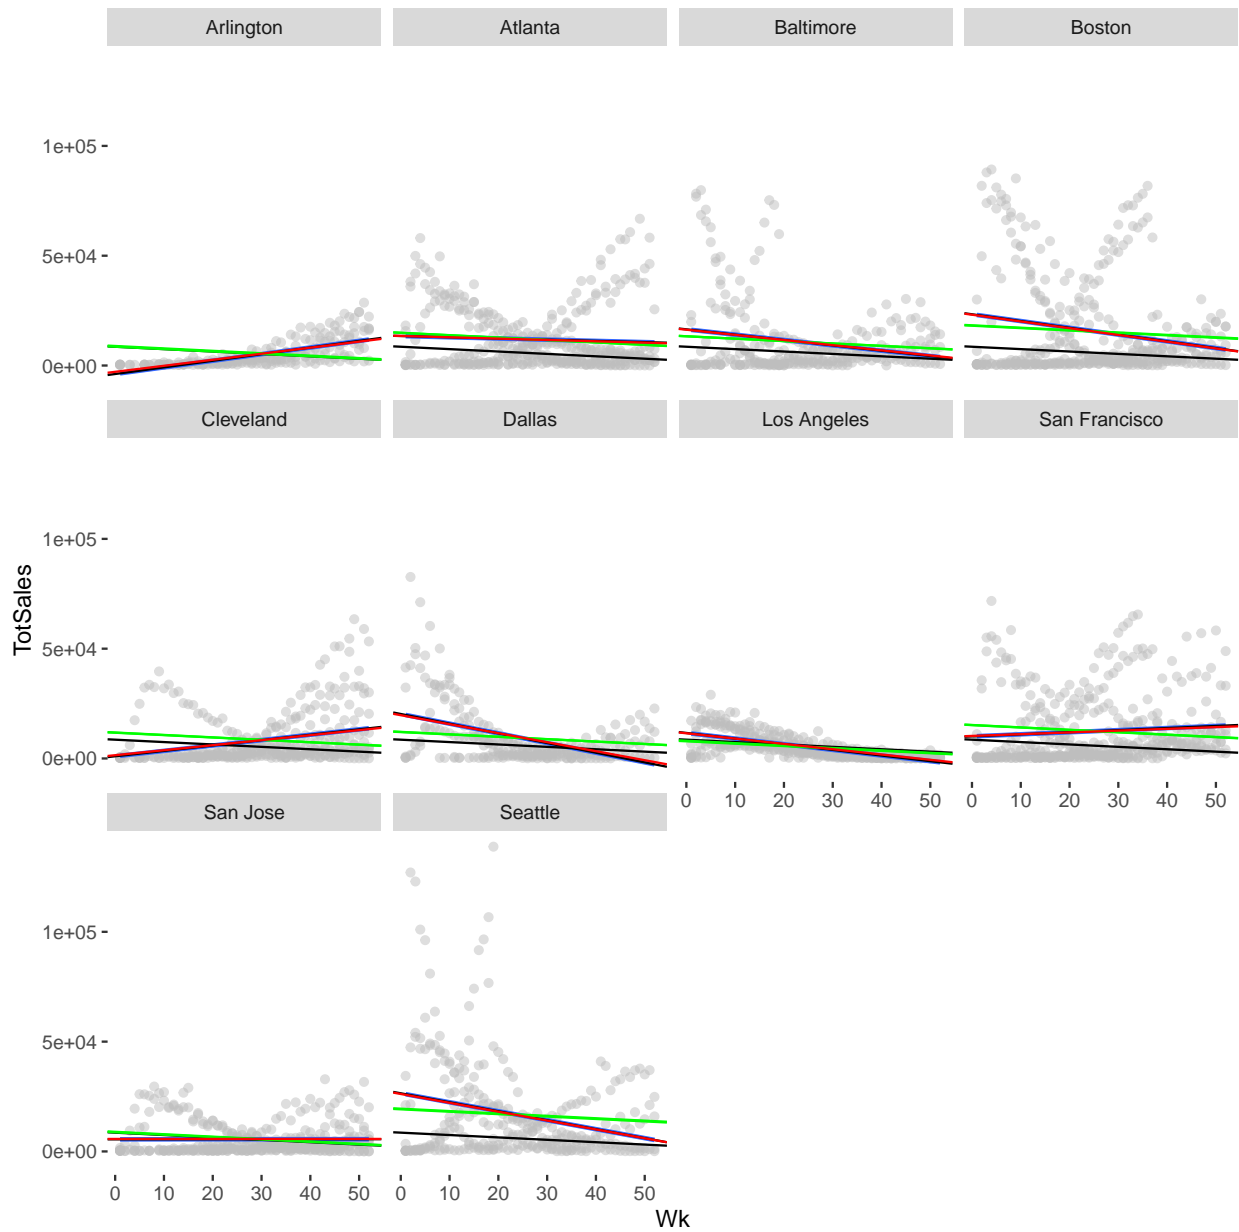 Arlington Atlanta Baltimore Boston
1e+05
5e+04
0e+00
Cleveland Dallas Los Angeles San Francisco
1e+05
5e+04
0e+00
0 10 20 30 40 50 0 10 20 30 40 50
San Jose Seattle
1e+05
5e+04
0e+00
0 10 20 30 40 50 0 10 20 30 40 50
Wk
TotSales